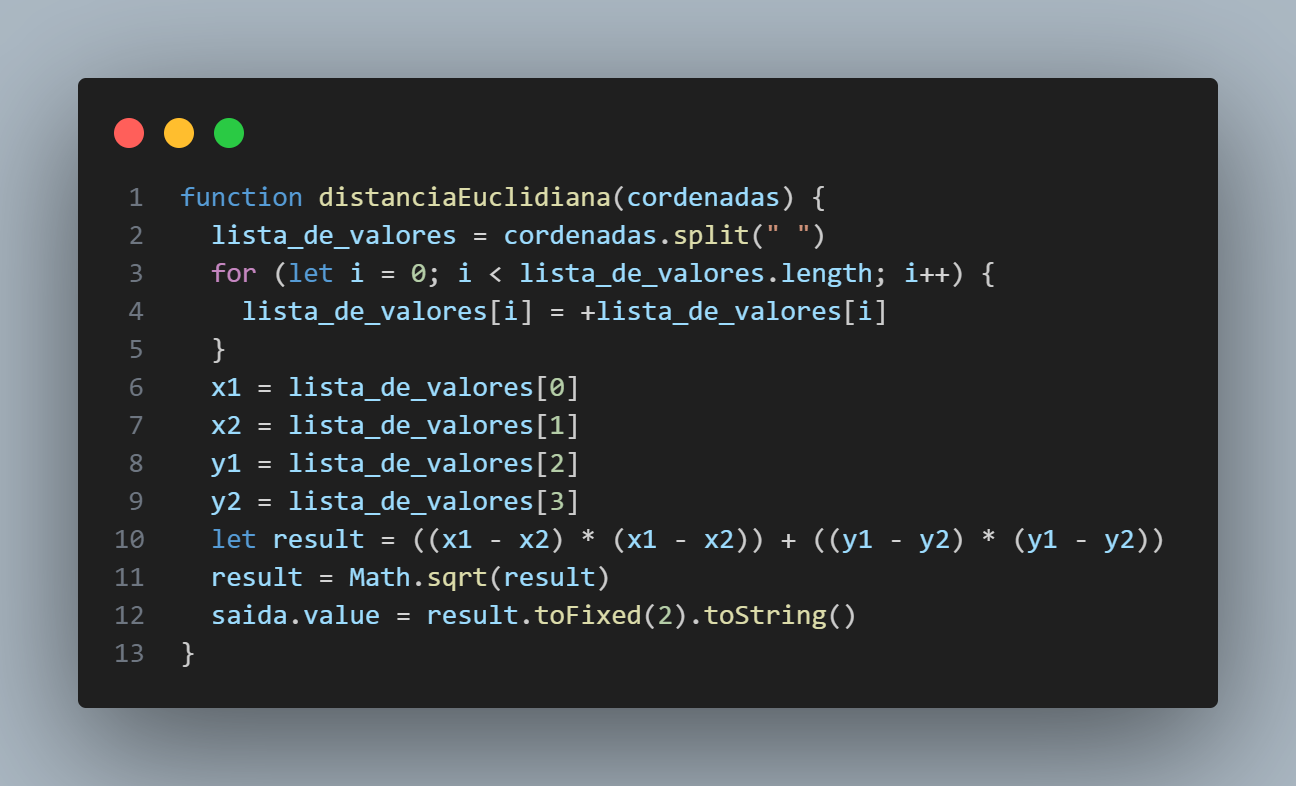 1 function distanciaEuclidiana(cordenadas) {
2   lista_de_valores = cordenadas.split(" ")
3   for (let i = 0; i < lista_de_valores.length; i++) {
4     lista_de_valores[i] = +lista_de_valores[i]
5   }
6   x1 = lista_de_valores[0]
7   x2 = lista_de_valores[1]
8   y1 = lista_de_valores[2]
9   y2 = lista_de_valores[3]
10   let result = ((x1 - x2) * (x1 - x2)) + ((y1 - y2) * (y1 - y2))
11   result = Math.sqrt(result)
12   saida.value = result.toFixed(2).toString()
13 }